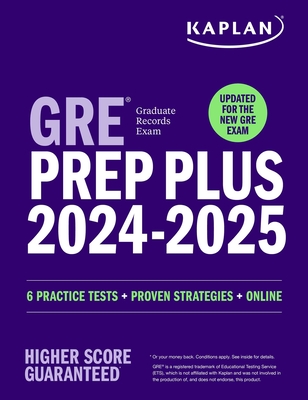 KAPLAN
GRE®
Graduate
Records
Exam
UPDATED
FOR THE
NEW GRE
EXAM
PREP PLUS
2024-2025
6 PRACTICE TESTS + PROVEN STRATEGIES + ONLINE
HIGHER SCORE
GUARANTEED*
* Or your money back. Conditions apply. See inside for details.
GRE® is a registered trademark of Educational Testing Service
(ETS), which is not affiliated with Kaplan and was not involved in
the production of, and does not endorse, this product.